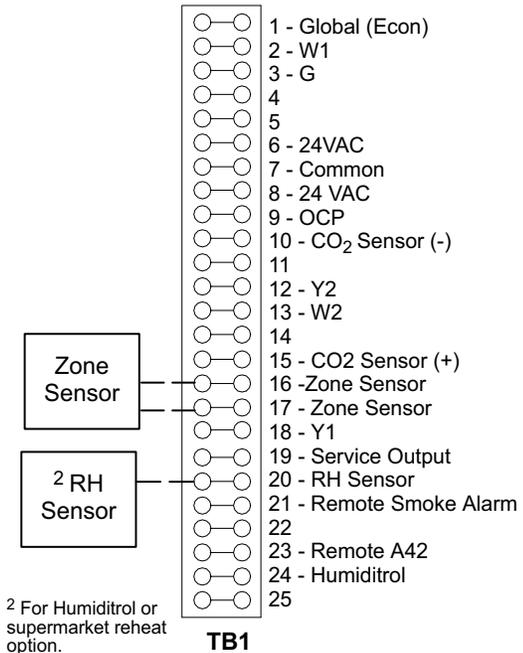 1 - Global (Econ)
2 - W1
3 - G
4
5
6 - 24VAC
7 - Common
8 - 24 VAC
9 - OCP
10 - CO2 Sensor (-)
11
12 - Y2
13 - W2
14
15 - CO2 Sensor (+)
16 -Zone Sensor
17 - Zone Sensor
18 - Y1
19 - Service Output
20 - RH Sensor
21 - Remote Smoke Alarm
22
23 - Remote A42
24 - Humiditrol
25
Zone
Sensor
2 RH
Sensor
2 For Humiditrol or
supermarket reheat
option.
TB1